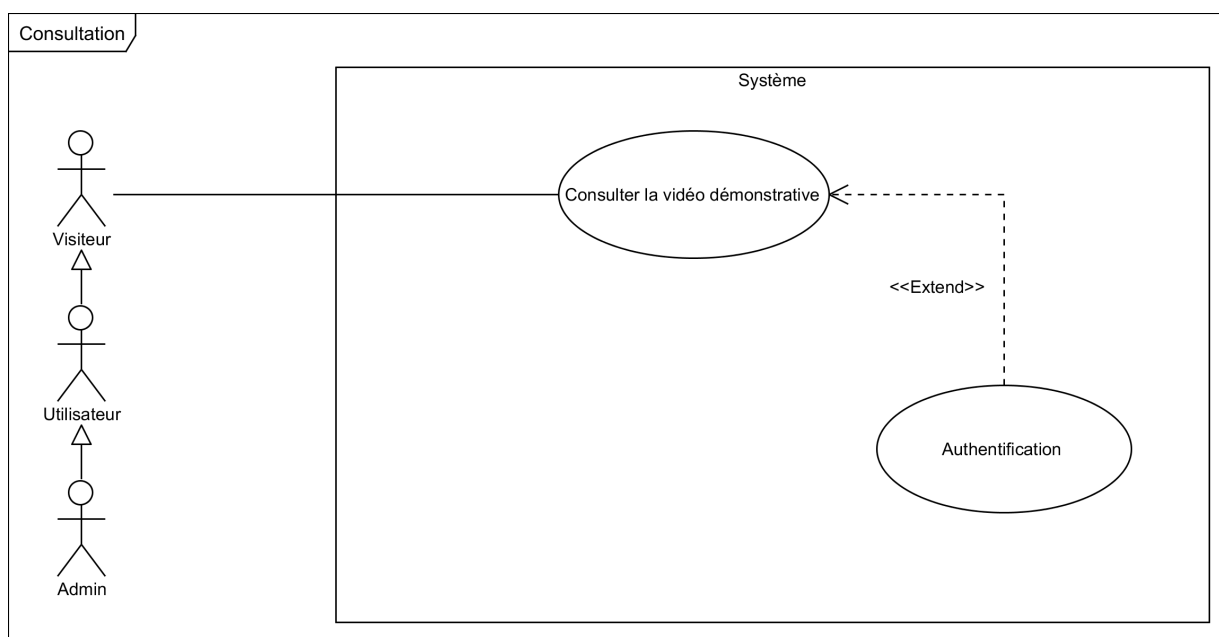 Consultation
Système
Consulter la vidéo démonstrative
Visiteur
<<Extend>>
Utilisateur
Authentification
Admin